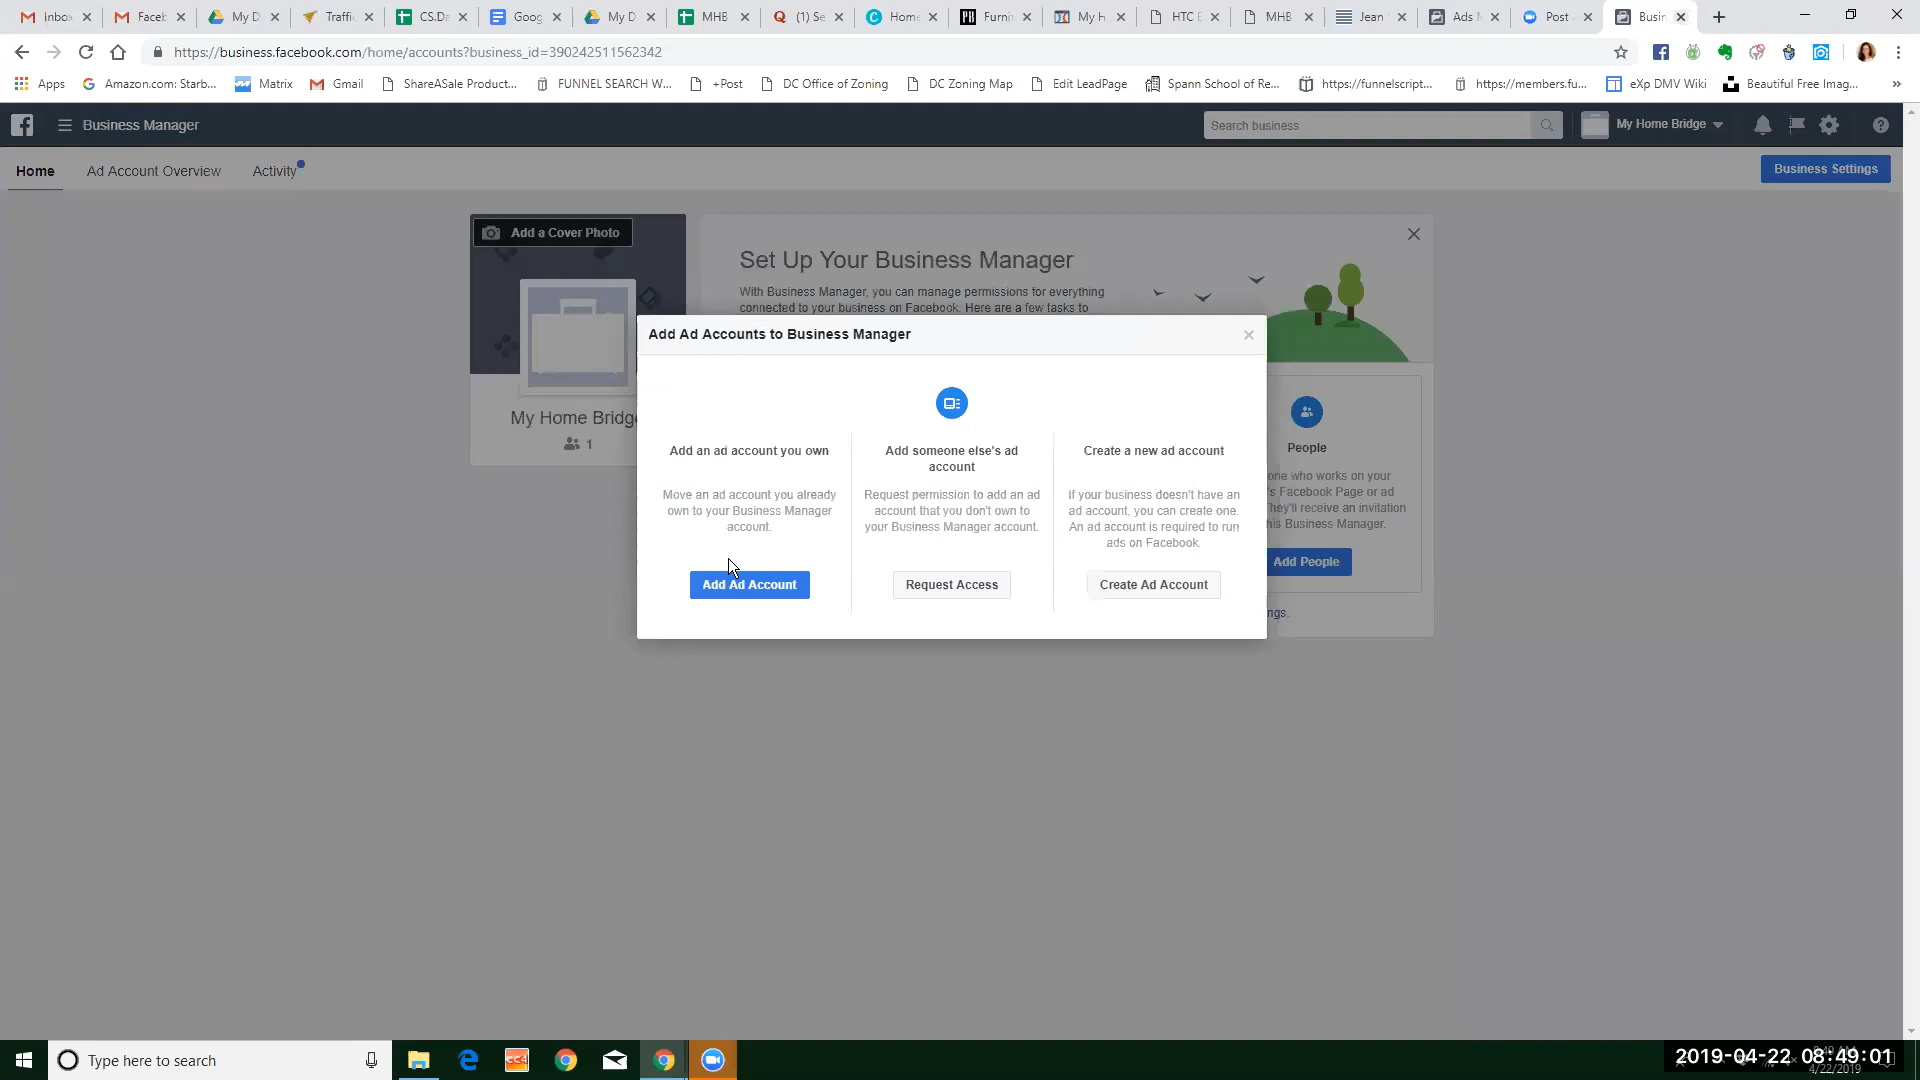 Inbox
Faceb
My D
Traffi
CS.Da
Goog
My D
MHB
(1) Se
Home
Furni
My H
HTC E
MHB
Jean
Ads M
Post
Busin
https://business.facebook.com/home/accounts?business_id=390242511562342
Apps
Amazon.com: Starb...
Matrix
Gmail
ShareASale Product...
FUNNEL SEARCH W...
+Post
DC Office of Zoning
DC Zoning Map
Edit LeadPage
Spann School of Re...
https://funnelscript...
https://members.fu...
eXp DMV Wiki
Beautiful Free Imag...
Business Manager
Search business
My Home Bridge
Home
Ad Account Overview
Activity
Business Settings
Add a Cover Photo
Set Up Your Business Manager
With Business Manager, you can manage permissions for everything
connected to your business on Facebook. Here are a few tasks to
My Home Bridg
1
Add Ad Accounts to Business Manager
Add an ad account you own
Move an ad account you already
own to your Business Manager
account.
Add Ad Account
Add someone else's ad
account
Request permission to add an ad
account that you don't own to
your Business Manager account.
Request Access
Create a new ad account
If your business doesn't have an
ad account, you can create one.
An ad account is required to run
ads on Facebook.
Create Ad Account
People
one who works on your
's Facebook Page or ad
They'll receive an invitation
his Business Manager.
Add People
ngs.
Type here to search
CC4
2019-04-22 08:49:01
4/22/2019